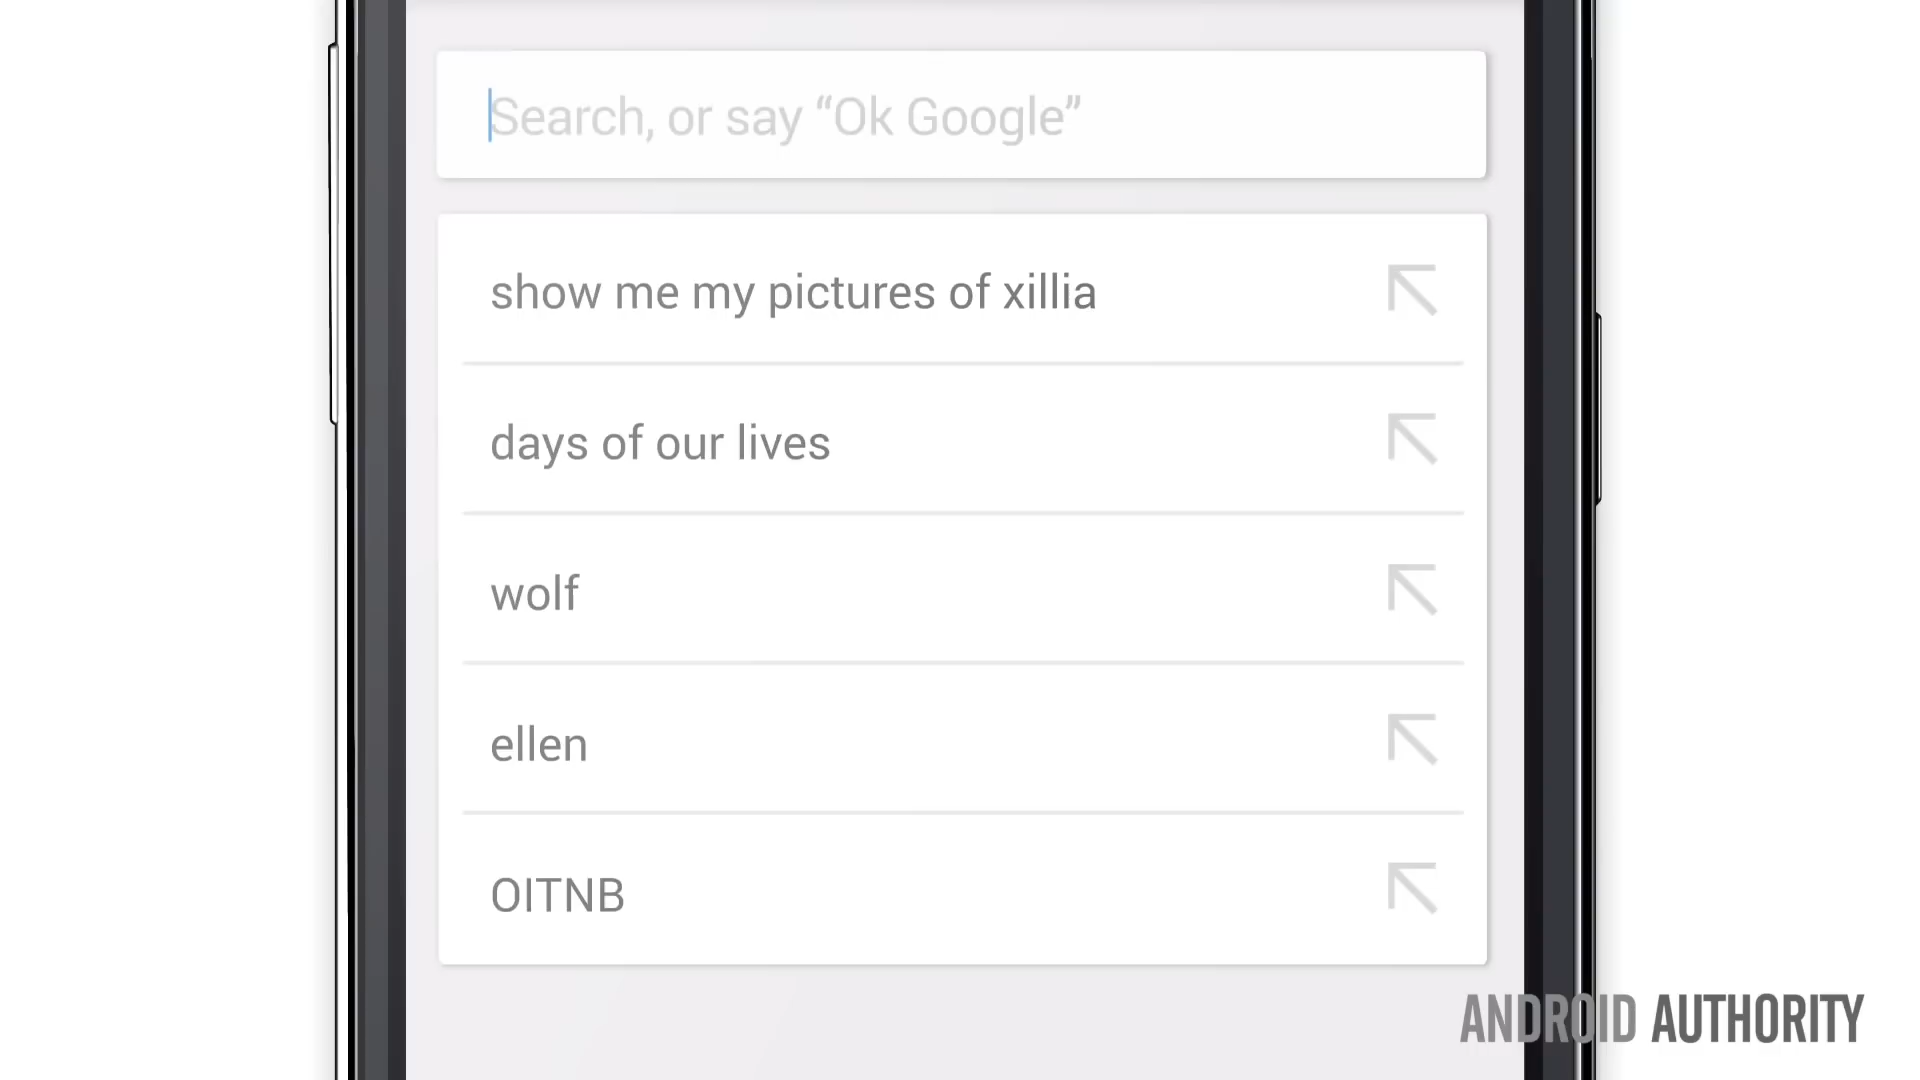 Search, or say “Ok Google”
show me my pictures of xillia
days of our lives
wolf
ellen
OITNB
ANDROID AUTHORITY